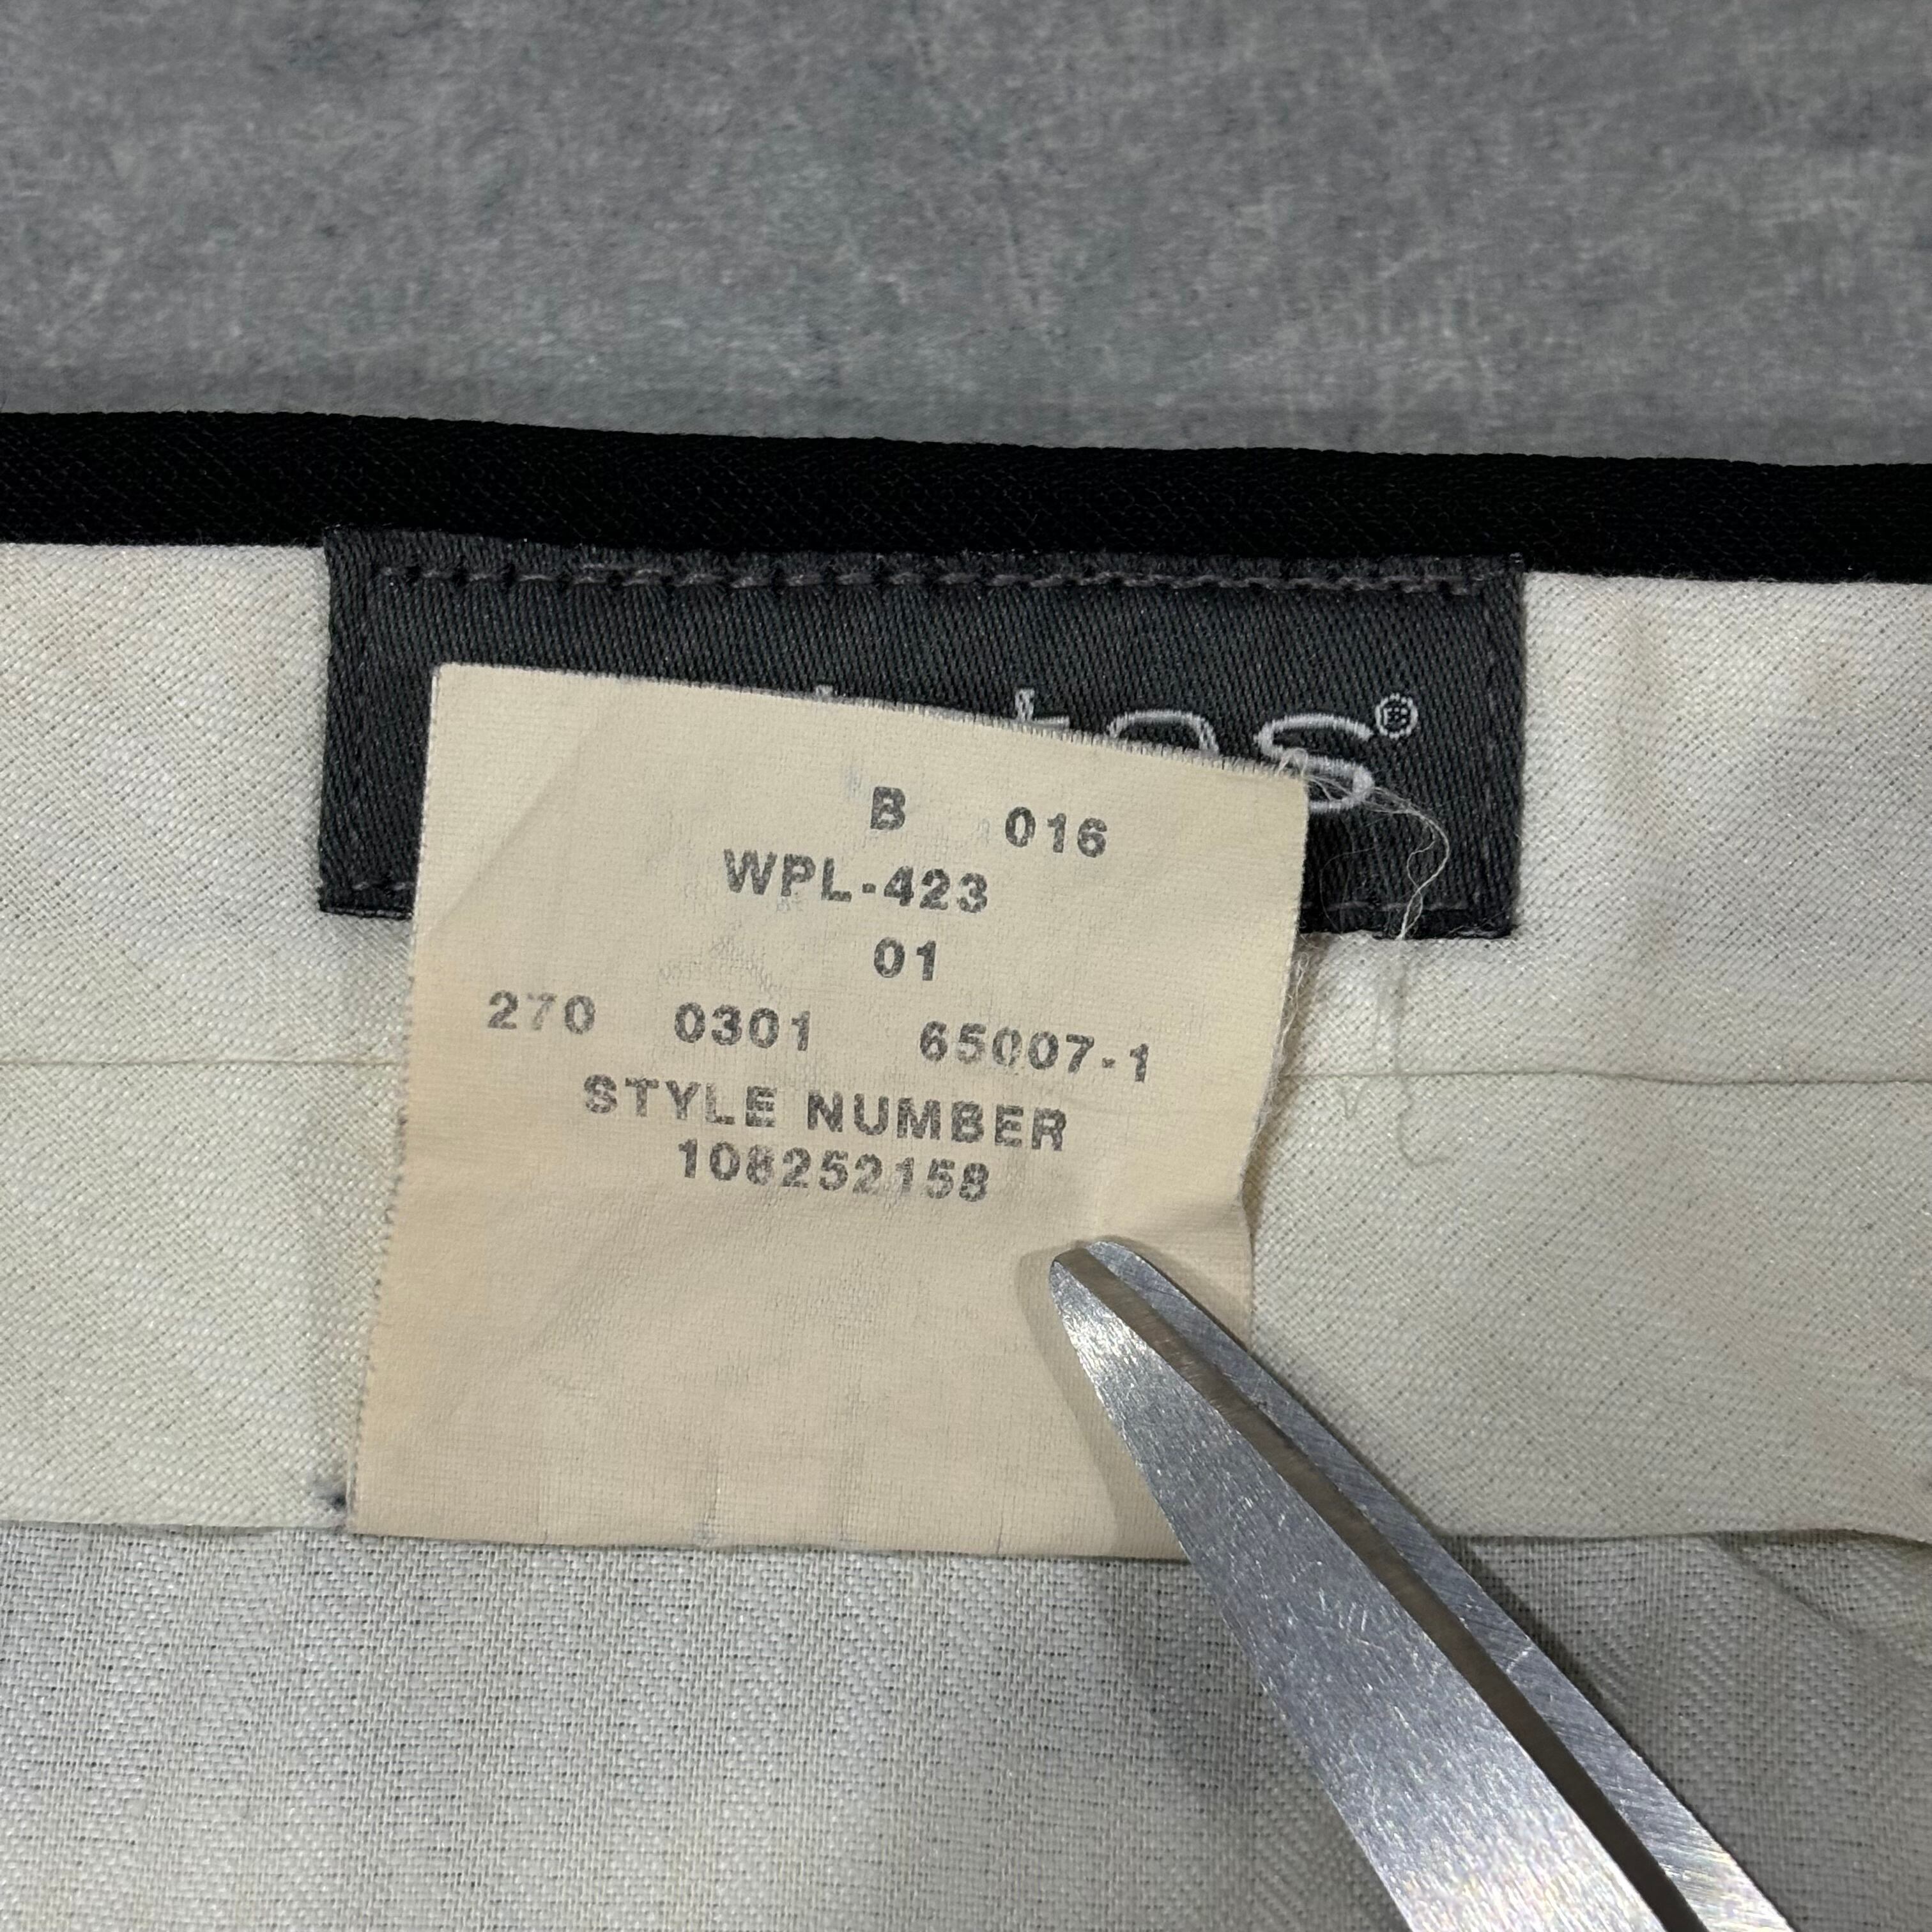 ®
B 016
WPL-423
01
270 0301 65007-1
STYLE NUMBER
108252158